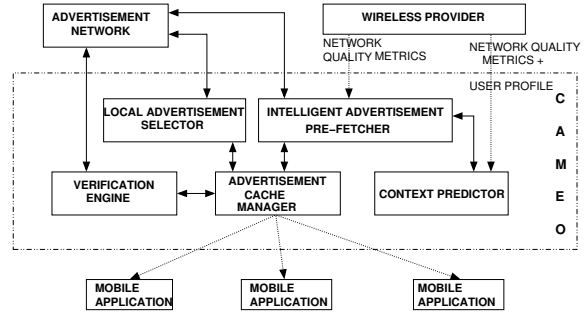 ADVERTISEMENT
NETWORK
WIRELESS PROVIDER
NETWORK
QUALITY METRICS
NETWORK QUALITY
METRICS +
USER PROFILE
LOCAL ADVERTISEMENT
SELECTOR
INTELLIGENT ADVERTISEMENT
PRE-FETCHER
VERIFICATION
ENGINE
ADVERTISEMENT
CACHE
MANAGER
CONTEXT PREDICTOR
C
A
M
E
O
MOBILE
APPLICATION
MOBILE
APPLICATION
MOBILE
APPLICATION